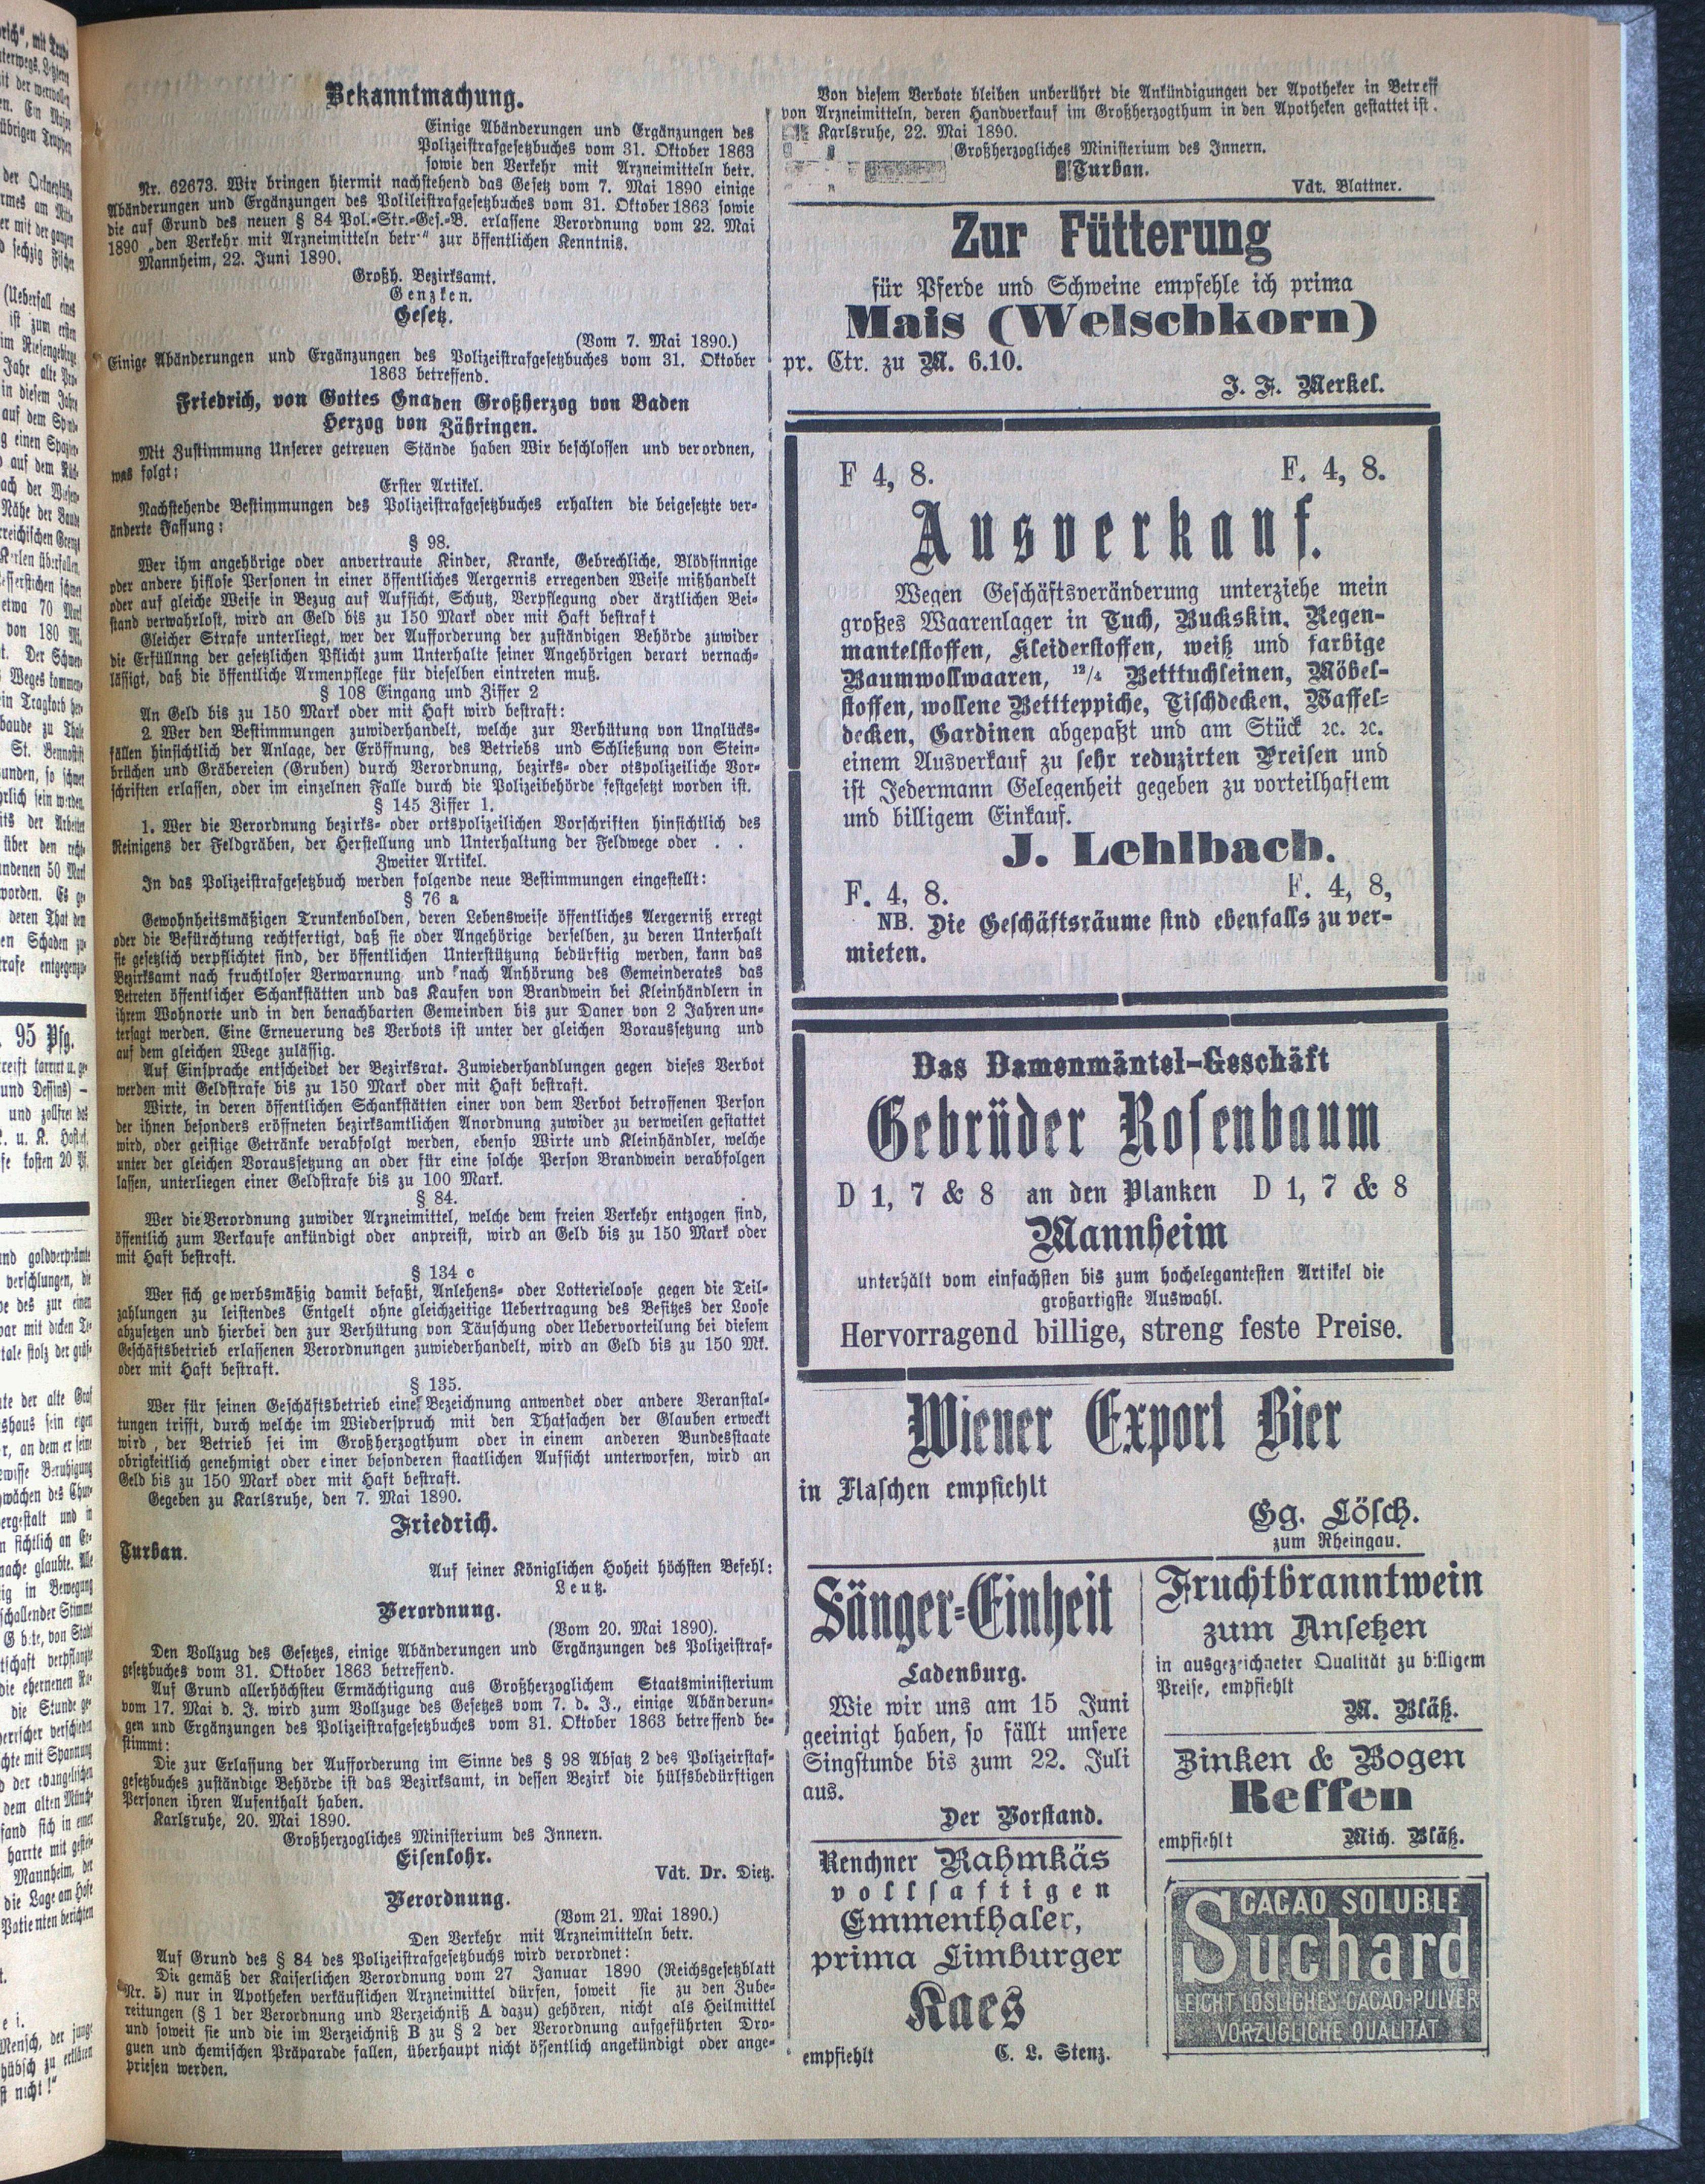 Bekanntmachung.
Einige Abänderungen und Ergänzungen des
Polizeistrafgesetzbuches vom 31. Oktober 1863
sowie den Verkehr mit Arzneimitteln betr.
Nr. 62673. Wir bringen hiermit nachstehend das Gesetz vom 7. Mai 1890 einige
Abänderungen und Ergänzungen des Polileistrafgesetzbuches vom 31. Oktober 1863 sowie
die auf Grund des neuen § 84 Pol.-Str.-Ges.-B. erlassene Verordnung vom 22. Mai
1890 „den Verkehr mit Arzneimitteln betr." zur öffentlichen Kenntnis.
Mannheim, 22. Juni 1890.
Großh. Bezirksamt.
Genzken.
Gesetz.
(Vom 7. Mai 1890.)
Einige Abänderungen und Ergänzungen des Polizeistrafgesetzbuches vom 31. Oktober
1863 betreffend.
Friedrich, von Gottes Gnaden Großherzog von Baden
Herzog von Zähringen.
Mit Zustimmung Unserer getreuen Stände haben Wir beschlossen und verordnen,
was folgt:
Erster Artikel.
Nachstehende Bestimmungen des Polizeistrafgesetzbuches erhalten die beigesetzte ver-
änderte Fassung:
§ 98.
Wer ihm angehörige oder anvertraute Kinder, Kranke, Gebrechliche, Blödsinnige
oder andere hiflose Personen in einer öffentliches Aergernis erregenden Weise mißhandelt
oder auf gleiche Weise in Bezug auf Aufsicht, Schutz, Verpflegung oder ärztlichen Bei-
stand verwahrlost, wird an Geld bis zu 150 Mark oder mit Haft bestraft
Gleicher Strafe unterliegt, wer der Aufforderung der zuständigen Behörde zuwider
die Erfüllnng der gesetzlichen Pflicht zum Unterhalte seiner Angehörigen derart vernach-
lässigt, daß die öffentliche Armenpflege für dieselben eintreten muß.
§ 108 Eingang und Ziffer 2
An Geld bis zu 150 Mark oder mit Haft wird bestraft:
2. Wer den Bestimmungen zuwiderhandelt, welche zur Verhütung von Unglücks-
fällen hinsichtlich der Anlage, der Eröffnung, des Betriebs und Schließung von Stein-
brüchen und Gräbereien (Gruben) durch Verordnung, bezirks- oder otspolizeiliche Vor-
schriften erlassen, oder im einzelnen Falle durch die Polizeibehörde festgesetzt worden ist.
§ 145 Ziffer 1.
1. Wer die Verordnung bezirks- oder ortspolizeilichen Vorschriften hinsichtlich des
Reinigens der Feldgräben, der Herstellung und Unterhaltung der Feldwege oder . .
Zweiter Artikel.
In das Polizeistrafgesetzbuch werden folgende neue Bestimmungen eingestellt:
§ 76 a
Gewohnheitsmäßigen Trunkenbolden, deren Lebensweise öffentliches Aergerniß erregt
oder die Befürchtung rechtfertigt, daß sie oder Angehörige derselben, zu deren Unterhalt
sie gesetzlich verpflichtet sind, der öffentlichen Unterstützung bedürftig werden, kann das
Bezirksamt nach fruchtloser Verwarnung und nach Anhörung des Gemeinderates das
Betreten öffentlicher Schankstätten und das Kaufen von Brandwein bei Kleinhändlern in
ihrem Wohnorte und in den benachbarten Gemeinden bis zur Daner von 2 Jahren un-
tersagt werden. Eine Erneuerung des Verbots ist unter der gleichen Voraussetzung und
auf dem gleichen Wege zulässig.
Auf Einsprache entscheidet der Bezirksrat. Zuwiederhandlungen gegen dieses Verbot
werden mit Geldstrafe bis zu 150 Mark oder mit Haft bestraft.
Wirte, in deren öffentlichen Schankstätten einer von dem Verbot betroffenen Person
der ihnen besonders eröffneten bezirksamtlichen Anordnung zuwider zu verweilen gestattet
wird, oder geistige Getränke verabfolgt werden, ebenso Wirte und Kleinhändler, welche
unter der gleichen Voraussetzung an oder für eine solche Person Brandwein verabfolgen
lassen, unterliegen einer Geldstrafe bis zu 100 Mark.
§ 84.
Wer die Verordnung zuwider Arzneimittel, welche dem freien Verkehr entzogen sind,
öffentlich zum Verkaufe ankündigt oder anpreist, wird an Geld bis zu 150 Mark oder
mit Haft bestraft.
§ 134 c
Wer sich gewerbsmäßig damit befaßt, Anlehens- oder Lotterieloose gegen die Teil-
zahlungen zu leistendes Entgelt ohne gleichzeitige Uebertragung des Besitzes der Loose
abzusetzen und hierbei den zur Verhütung von Täuschung oder Uebervorteilung bei diesem
Geschäftsbetrieb erlassenen Verordnungen zuwiederhandelt, wird an Geld bis zu 150 Mk.
oder mit Haft bestraft.
§ 135.
Wer für seinen Geschäftsbetrieb eine Bezeichnung anwendet oder andere Veranstal-
tungen trifft, durch welche im Wiederspruch mit den Thatsachen der Glauben erweckt
wird, der Betrieb sei im Großherzogthum oder in einem anderen Bundesstaate
obrigkeitlich genehmigt oder einer besonderen staatlichen Aufsicht unterworfen, wird an
Geld bis zu 150 Mark oder mit Haft bestraft.
Gegeben zu Karlsruhe, den 7. Mai 1890.
Friedrich.
Turban.
Auf seiner Königlichen Hoheit höchsten Befehl:
Leutz.
Verordnung.
(Vom 20. Mai 1890).
Den Vollzug des Gesetzes, einige Abänderungen und Ergänzungen des Polizeistraf-
gesetzbuches vom 31. Oktober 1863 betreffend.
Auf Grund allerhöchsteu Ermächtigung aus Großherzoglichem Staatsministerium
vom 17. Mai d. J. wird zum Vollzuge des Gesetzes vom 7. d. J., einige Abänderun-
gen und Ergänzungen des Polizeistrafgesetzbuches vom 31. Oktober 1863 betreffend be-
stimmt:
Die zur Erlassung der Aufforderung im Sinne des § 98 Absatz 2 des Polizeirstaf-
gesetzbuches zuständige Behörde ist das Bezirksamt, in dessen Bezirk die hülfsbedürftigen
Personen ihren Aufenthalt haben.
Karlsruhe, 20. Mai 1890.
Großherzogliches Ministerium des Innern.
Eisenlohr.
Vdt. Dr. Dietz.
Verordnung.
(Vom 21. Mai 1890.)
Den Verkehr mit Arzneimitteln betr.
Auf Grund des § 84 des Polizeistrafgesetzbuchs wird verordnet:
Die gemäß der Kaiserlichen Verordnung vom 27 Januar 1890 (Reichsgesetzblatt
Nr. 5) nur in Apotheken verkäuflichen Arzneimittel dürfen, soweit sie zu den Zube-
reitungen (§ 1 der Verordnung und Verzeichniß A dazu) gehören, nicht als Heilmittel
und soweit sie und die im Verzeichniß B zu § 2 der Verordnung aufgeführten Dro-
guen und chemischen Präparade fallen, überhaupt nicht öffentlich angekündigt oder ange-
priesen werden.
Von diesem Verbote bleiben unberührt die Ankündigungen der Apotheker in Betreff
von Arzneimitteln, deren Handverkauf im Großherzogthum in den Apotheken gestattet ist.
Karlsruhe, 22. Mai 1890.
Großherzogliches Ministerium des Innern.
Turban.
Vdt. Blattner.
Zur Fütterung
für Pferde und Schweine empfehle ich prima
Mais (Welschkorn)
pr. Ctr. zu M. 6.10.
J. F. Merkel.
F 4, 8. F. 4, 8.
Ausverkauf.
Wegen Geschäftsveränderung unterziehe mein
großes Waarenlager in Tuch, Buckskin, Regen-
mantelstoffen, Kleiderstoffen, weiß und farbige
Baumwollwaaren, 12/4 Betttuchleinen, Möbel-
stoffen, wollene Bettteppiche, Tischdecken, Waffel-
decken, Gardinen abgepaßt und am Stück ꝛc. ꝛc.
einem Ausverkauf zu sehr reduzirten Preisen und
ist Jedermann Gelegenheit gegeben zu vorteilhaftem
und billigem Einkauf.
J. Lehlbach.
F. 4, 8. F. 4, 8,
NB. Die Geschäftsräume sind ebenfalls zu ver-
mieten.
Das Damenmäntel-Geschäft
Gebrüder Rosenbaum
D 1, 7 & 8 an den Planken D 1, 7 & 8
Mannheim
unterhält vom einfachsten bis zum hochelegantesten Artikel die
großartigste Auswahl.
Hervorragend billige, streng feste Preise.
Wiener Export Bier
in Flaschen empfiehlt
Gg. Lösch.
zum Rheingau.
Sänger-Einheit
Ladenburg.
Wie wir uns am 15 Juni
geeinigt haben, so fällt unsere
Singstunde bis zum 22. Juli
aus.
Der Vorstand.
Renchner Rahmkäs
vollsaftigen
Emmenthaler,
prima Limburger
Kaes
empfiehlt C. L. Stenz.
Fruchtbranntwein
zum Ansetzen
in ausgezeichneter Qualität zu billigem
Preise, empfiehlt
M. Bläß.
Zinken & Bogen
Reffen
empfiehlt Mich. Bläß.
CACAO SOLUBLE
Suchard
LEICHT LÖSLICHES CACAO-PULVER
VORZÜGLICHE QUALITÄT